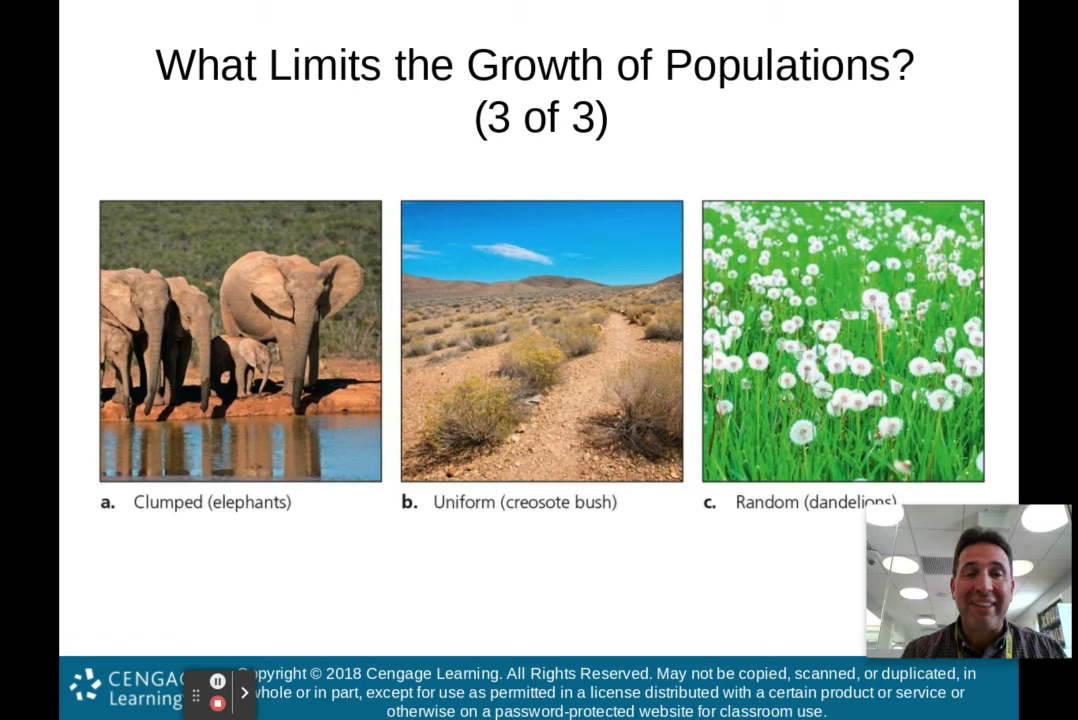 What Limits the Growth of Populations?
(3 of 3)
a. Clumped (elephants)
b. Uniform (creosote bush)
c. Random (dandelions)
CENGAGE
Learning
Copyright © 2018 Cengage Learning. All Rights Reserved. May not be copied, scanned, or duplicated, in
whole or in part, except for use as permitted in a license distributed with a certain product or service or
otherwise on a password-protected website for classroom use.